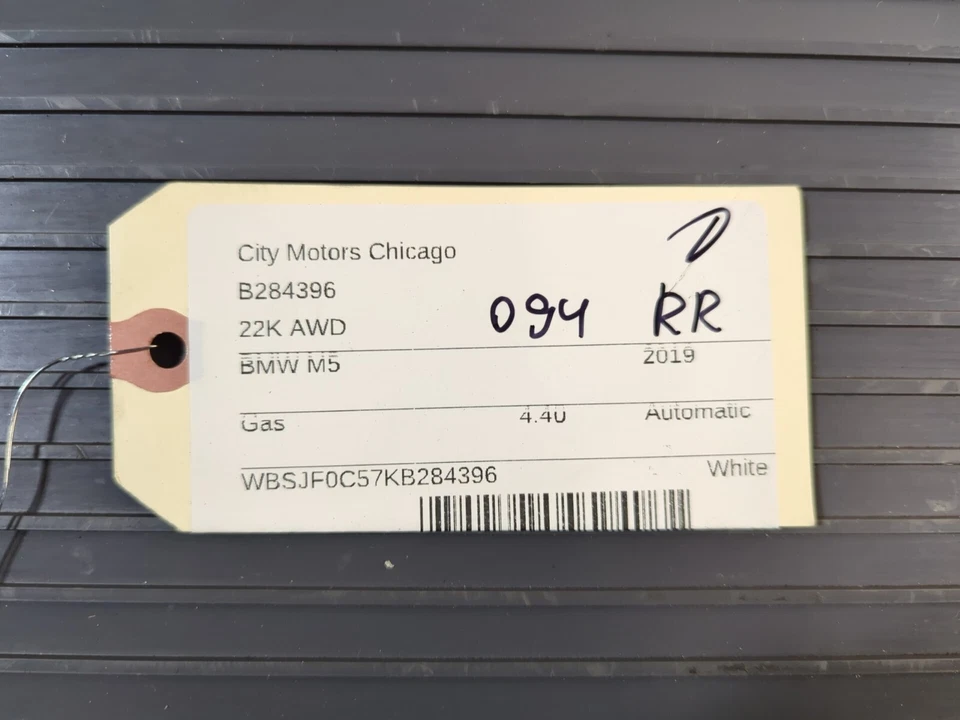 D
City Motors Chicago
B284396
094 RR
22K AWD
BMW M5 2019
Gas 4.40 Automatic
WBSJF0C57KB284396 White